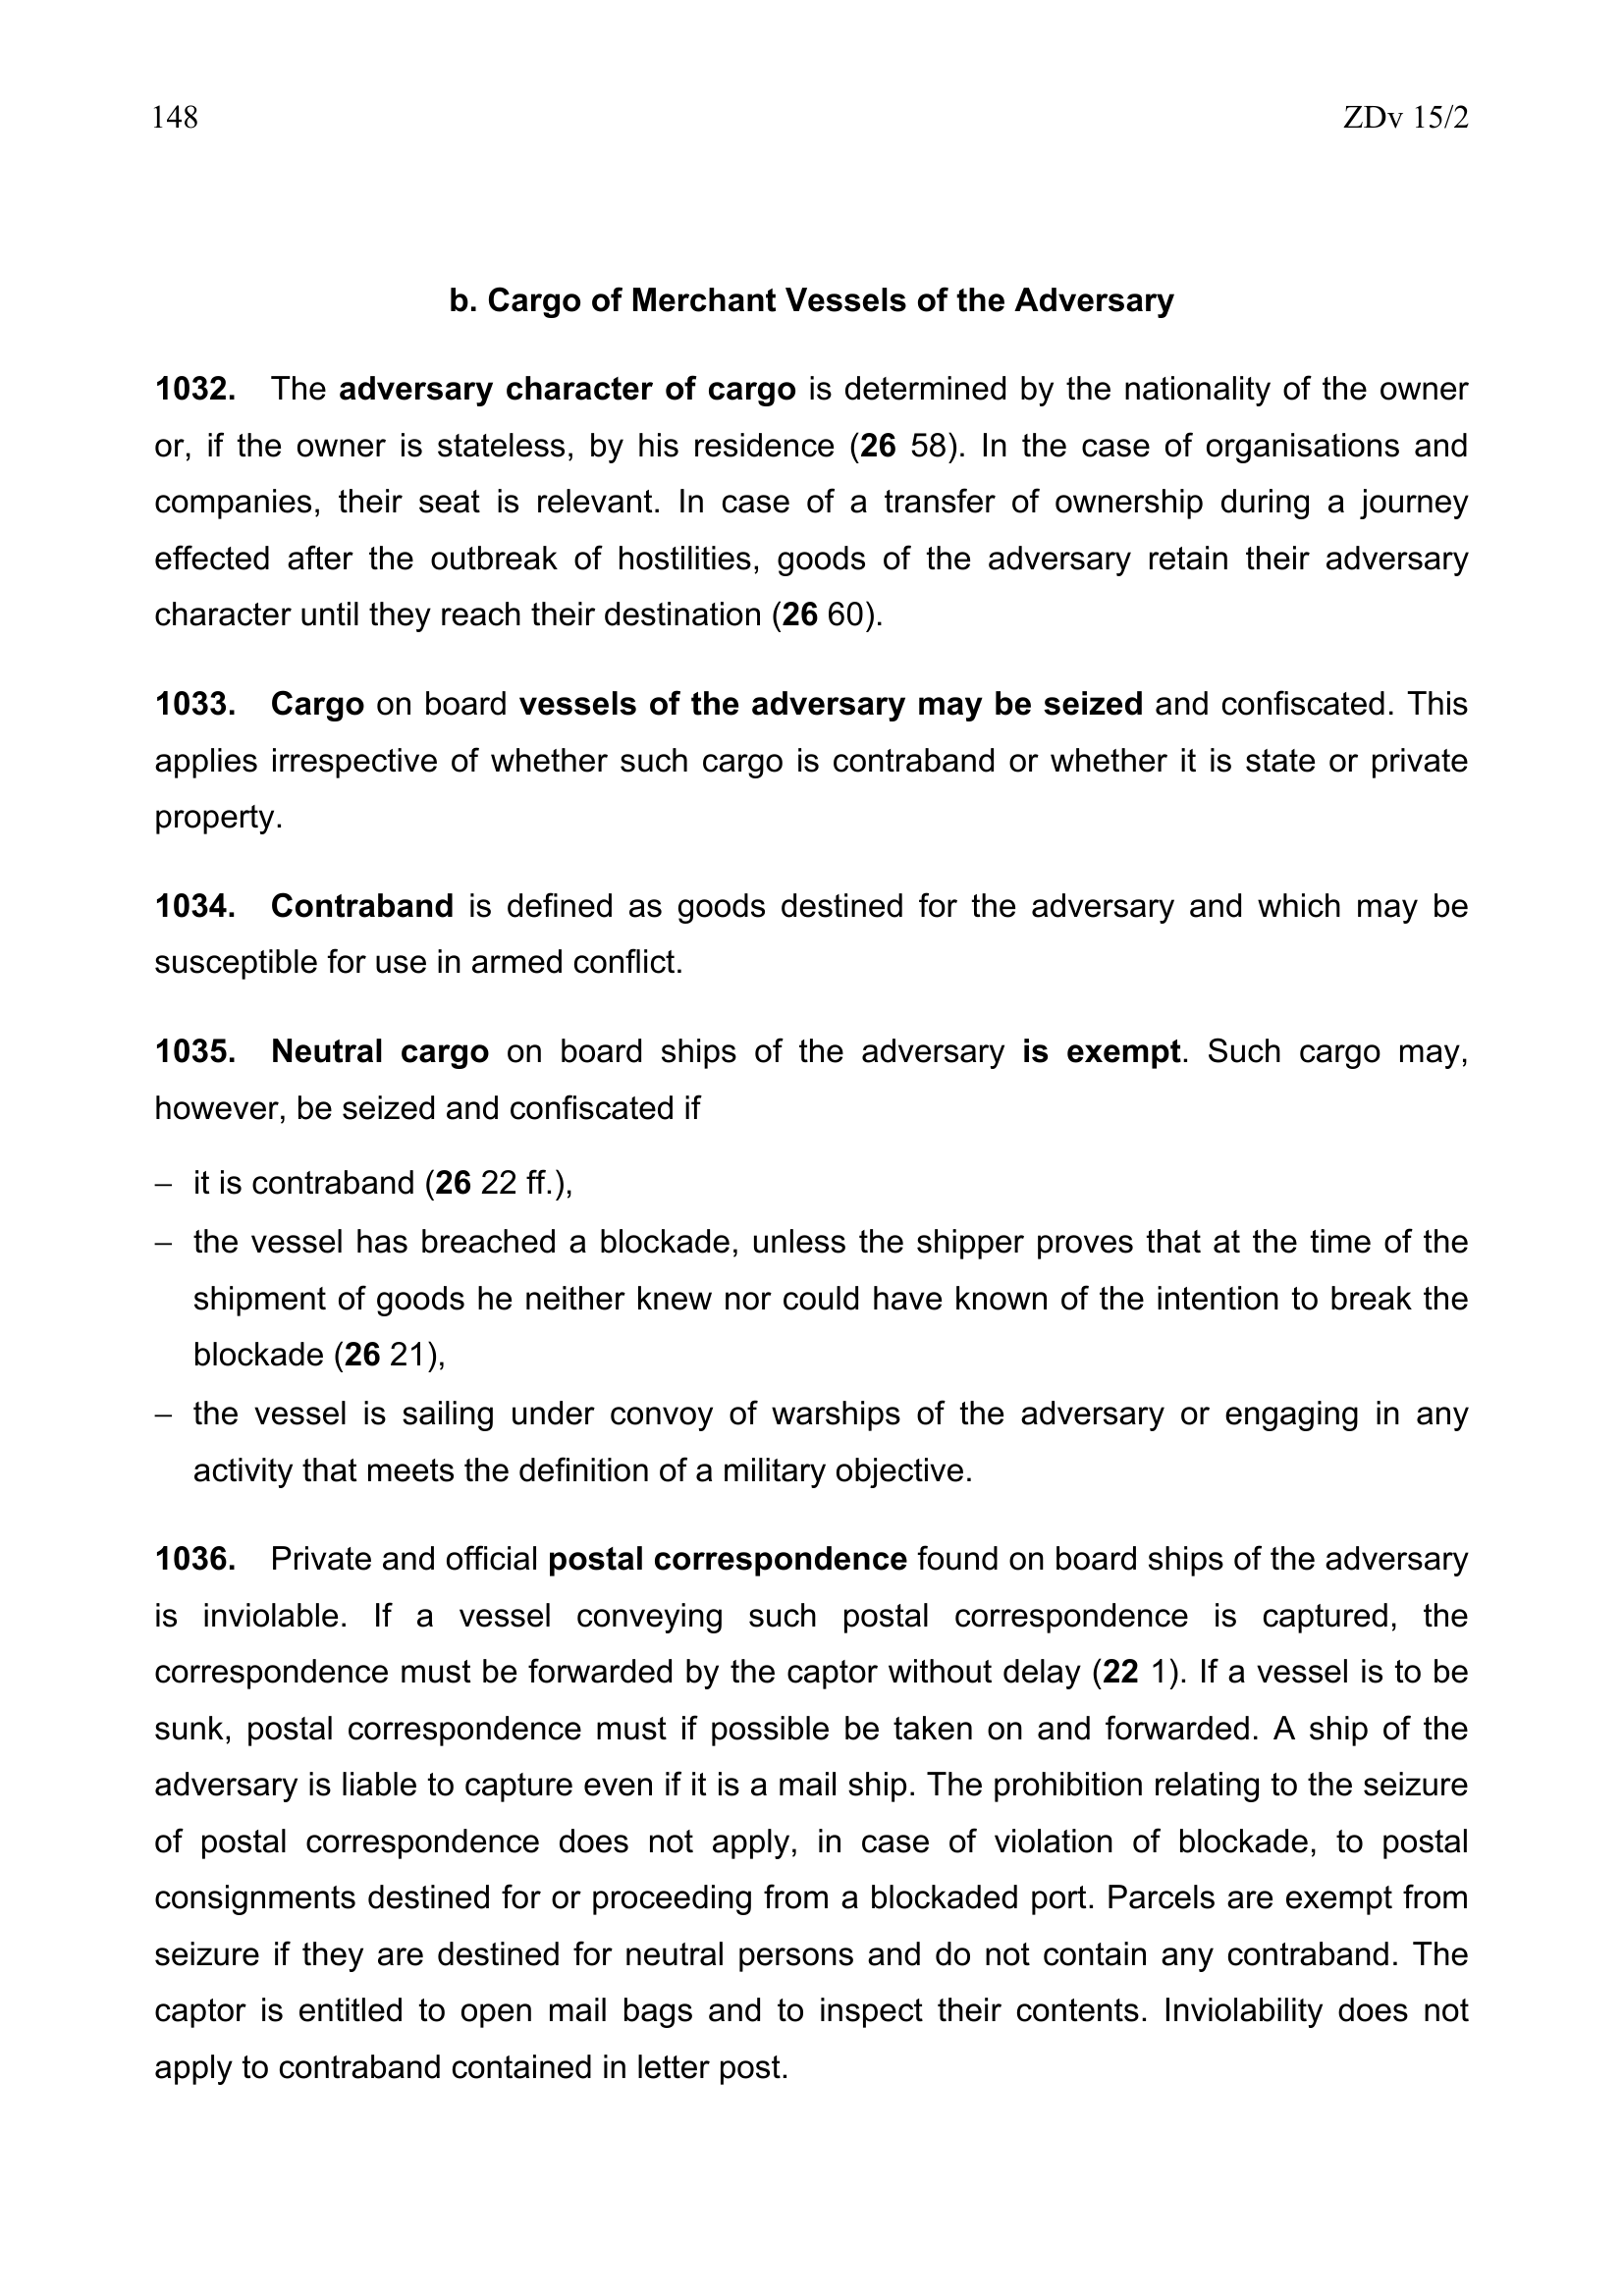 148 ZDv 15/2
b. Cargo of Merchant Vessels of the Adversary
1032. The adversary character of cargo is determined by the nationality of the owner
or, if the owner is stateless, by his residence (26 58). In the case of organisations and
companies, their seat is relevant. In case of a transfer of ownership during a journey
effected after the outbreak of hostilities, goods of the adversary retain their adversary
character until they reach their destination (26 60).
1033. Cargo on board vessels of the adversary may be seized and confiscated. This
applies irrespective of whether such cargo is contraband or whether it is state or private
property.
1034. Contraband is defined as goods destined for the adversary and which may be
susceptible for use in armed conflict.
1035. Neutral cargo on board ships of the adversary is exempt. Such cargo may,
however, be seized and confiscated if
– it is contraband (26 22 ff.),
– the vessel has breached a blockade, unless the shipper proves that at the time of the
shipment of goods he neither knew nor could have known of the intention to break the
blockade (26 21),
– the vessel is sailing under convoy of warships of the adversary or engaging in any
activity that meets the definition of a military objective.
1036. Private and official postal correspondence found on board ships of the adversary
is inviolable. If a vessel conveying such postal correspondence is captured, the
correspondence must be forwarded by the captor without delay (22 1). If a vessel is to be
sunk, postal correspondence must if possible be taken on and forwarded. A ship of the
adversary is liable to capture even if it is a mail ship. The prohibition relating to the seizure
of postal correspondence does not apply, in case of violation of blockade, to postal
consignments destined for or proceeding from a blockaded port. Parcels are exempt from
seizure if they are destined for neutral persons and do not contain any contraband. The
captor is entitled to open mail bags and to inspect their contents. Inviolability does not
apply to contraband contained in letter post.